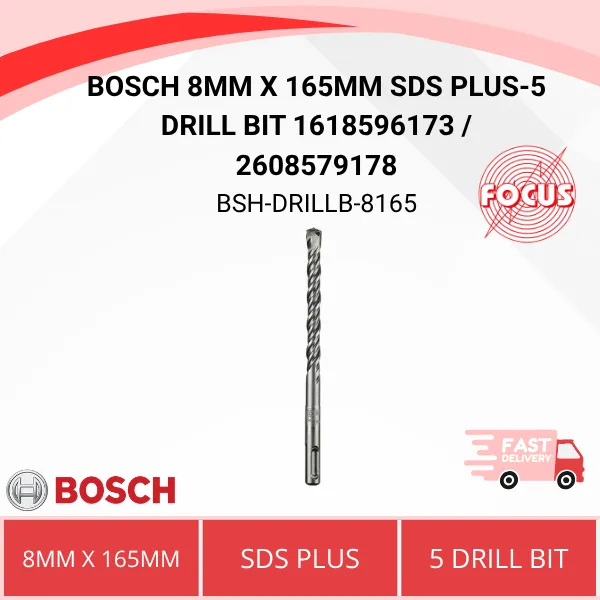 BOSCH 8MM X 165MM SDS PLUS-5
DRILL BIT 1618596173 /
2608579178
BSH-DRILLB-8165
FOCUS
FAST
DELIVERY
BOSCH
8MM X 165MM
SDS PLUS
5 DRILL BIT